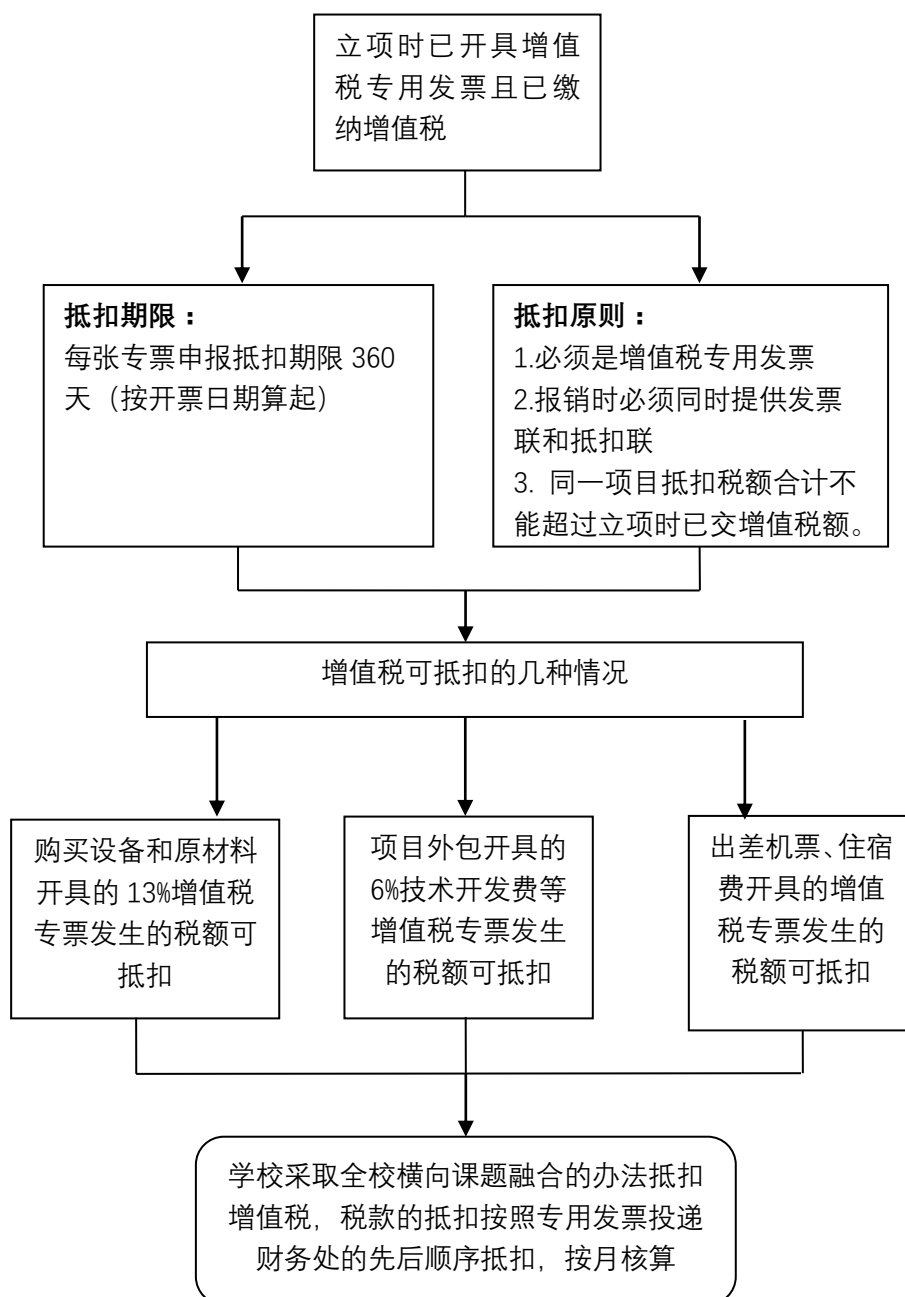 立项时已开具增值
税专用发票且已缴
纳增值税
抵扣期限：
每张专票申报抵扣期限 360
天（按开票日期算起）
抵扣原则：
1.必须是增值税专用发票
2.报销时必须同时提供发票
联和抵扣联
3. 同一项目抵扣税额合计不
能超过立项时已交增值税额。
增值税可抵扣的几种情况
购买设备和原材料
开具的 13%增值税
专票发生的税额可
抵扣
项目外包开具的
6%技术开发费等
增值税专票发生
的税额可抵扣
出差机票、住宿
费开具的增值
税专票发生的
税额可抵扣
学校采取全校横向课题融合的办法抵扣
增值税，税款的抵扣按照专用发票投递
财务处的先后顺序抵扣，按月核算